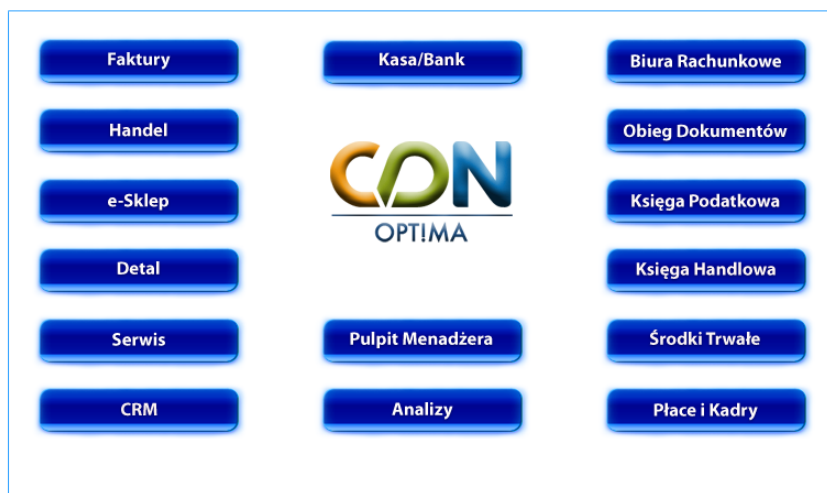 Faktury
Kasa/Bank
Biura Rachunkowe
Handel
Obieg Dokumentów
e-Sklep
CDN
OPT!MA
Księga Podatkowa
Detal
Księga Handlowa
Serwis
Pulpit Menadżera
Środki Trwałe
CRM
Analizy
Płace i Kadry